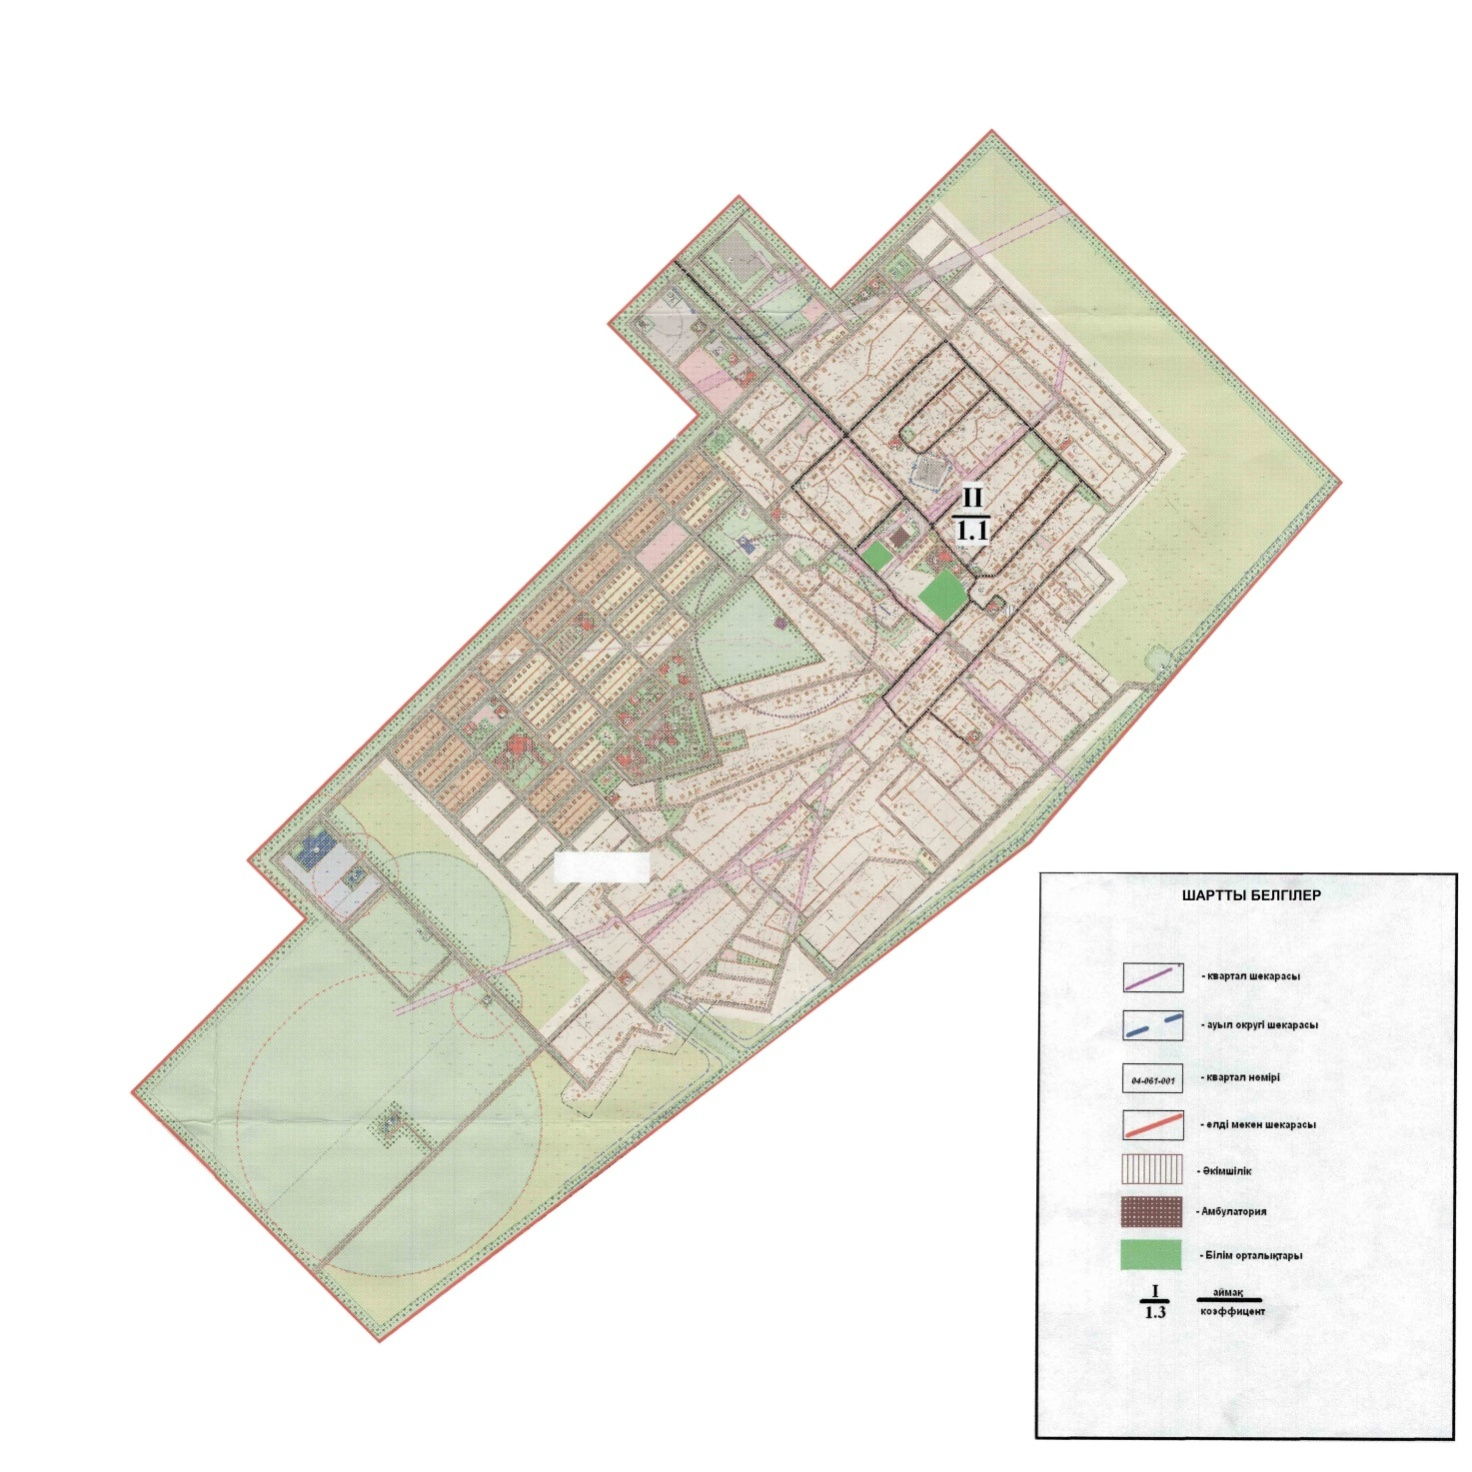 II
1.1
ШАРТТЫ БЕЛГІЛЕР
- квартал шекарасы
- ауыл округі шекарасы
04-061-001 - квартал нөмірі
- елді мекен шекарасы
- Әкімшілік
- Амбулатория
- Білім орталықтары
I аймақ
1.3 коэффицент